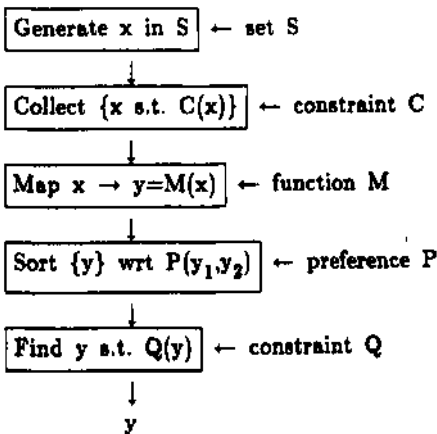 Generate x in S ← set S
Collect {x s.t. C(x)} ← constraint C
Map x → y=M(x) ← function M
Sort {y} wrt P(y₁,y₂) ← preference P
Find y s.t. Q(y) ← constraint Q
y